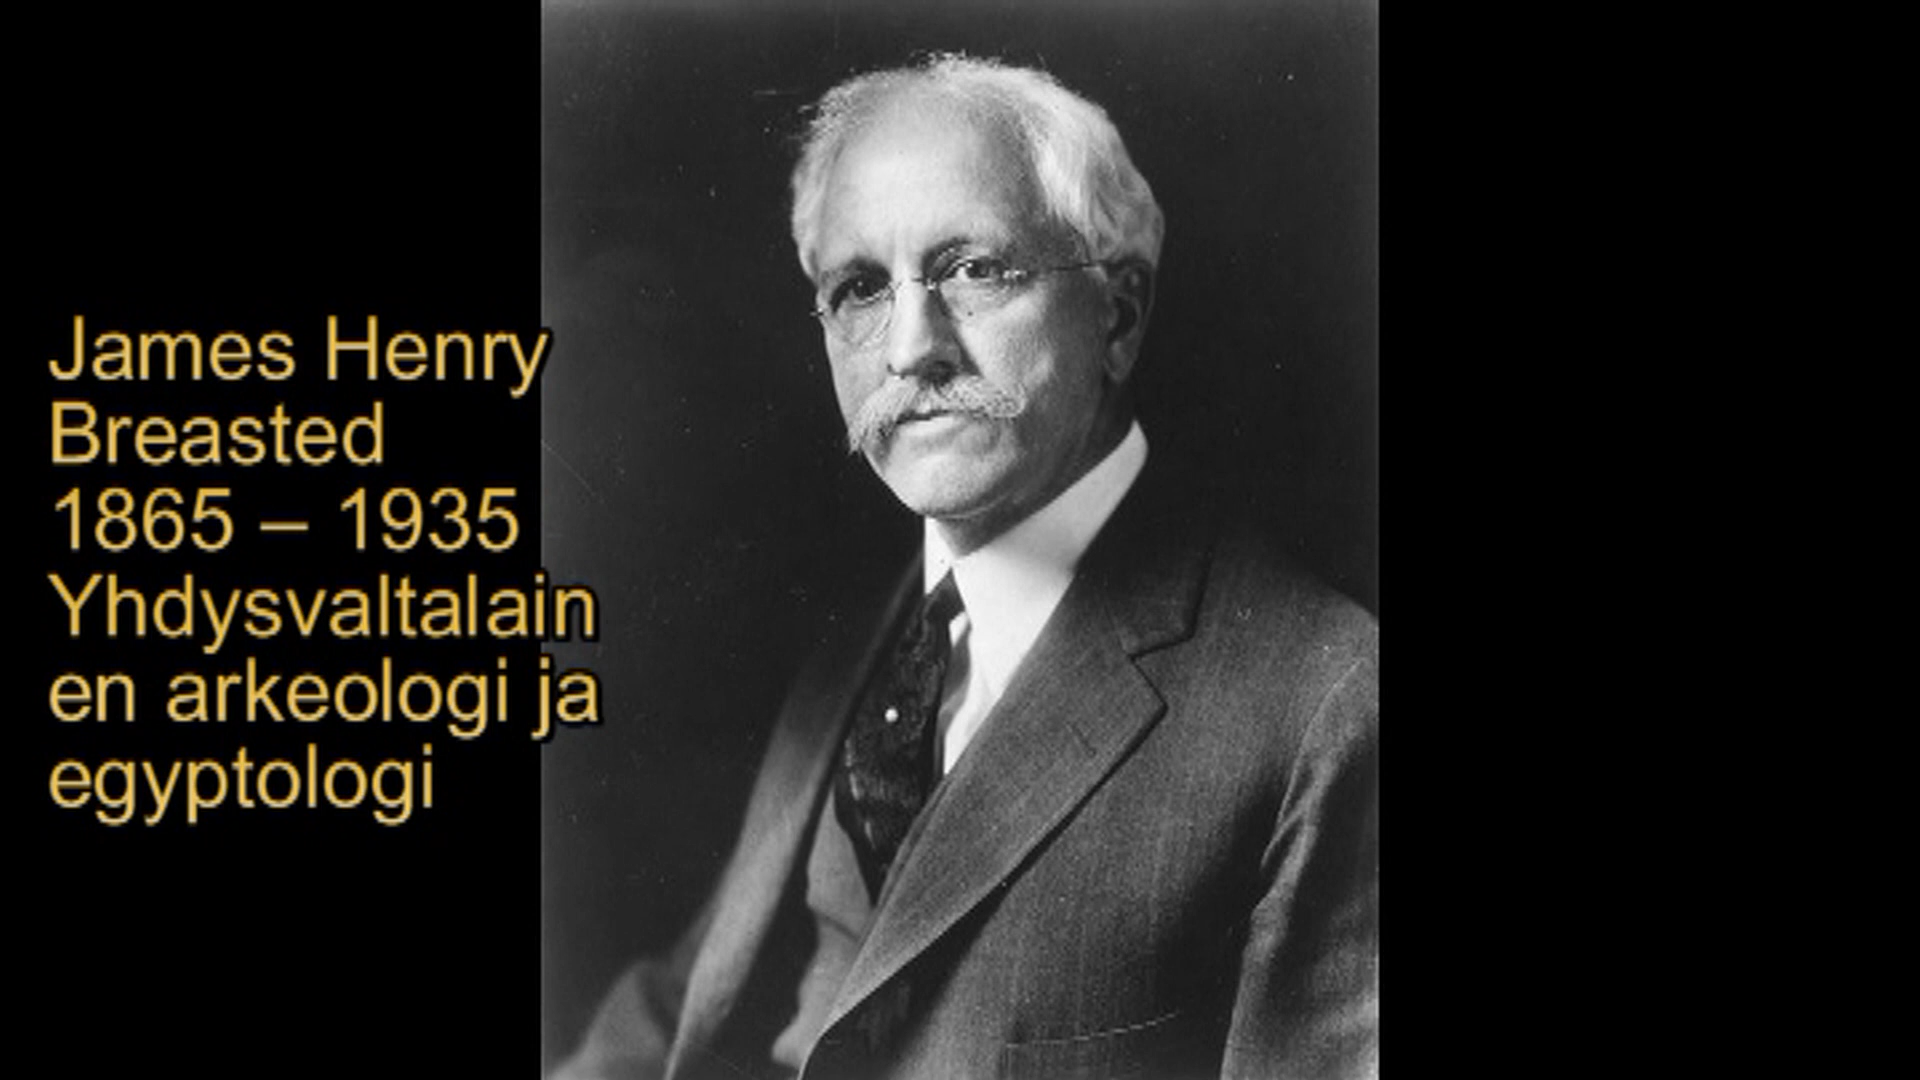 James Henry
Breasted
1865 – 1935
Yhdysvaltalain
en arkeologi ja
egyptologi